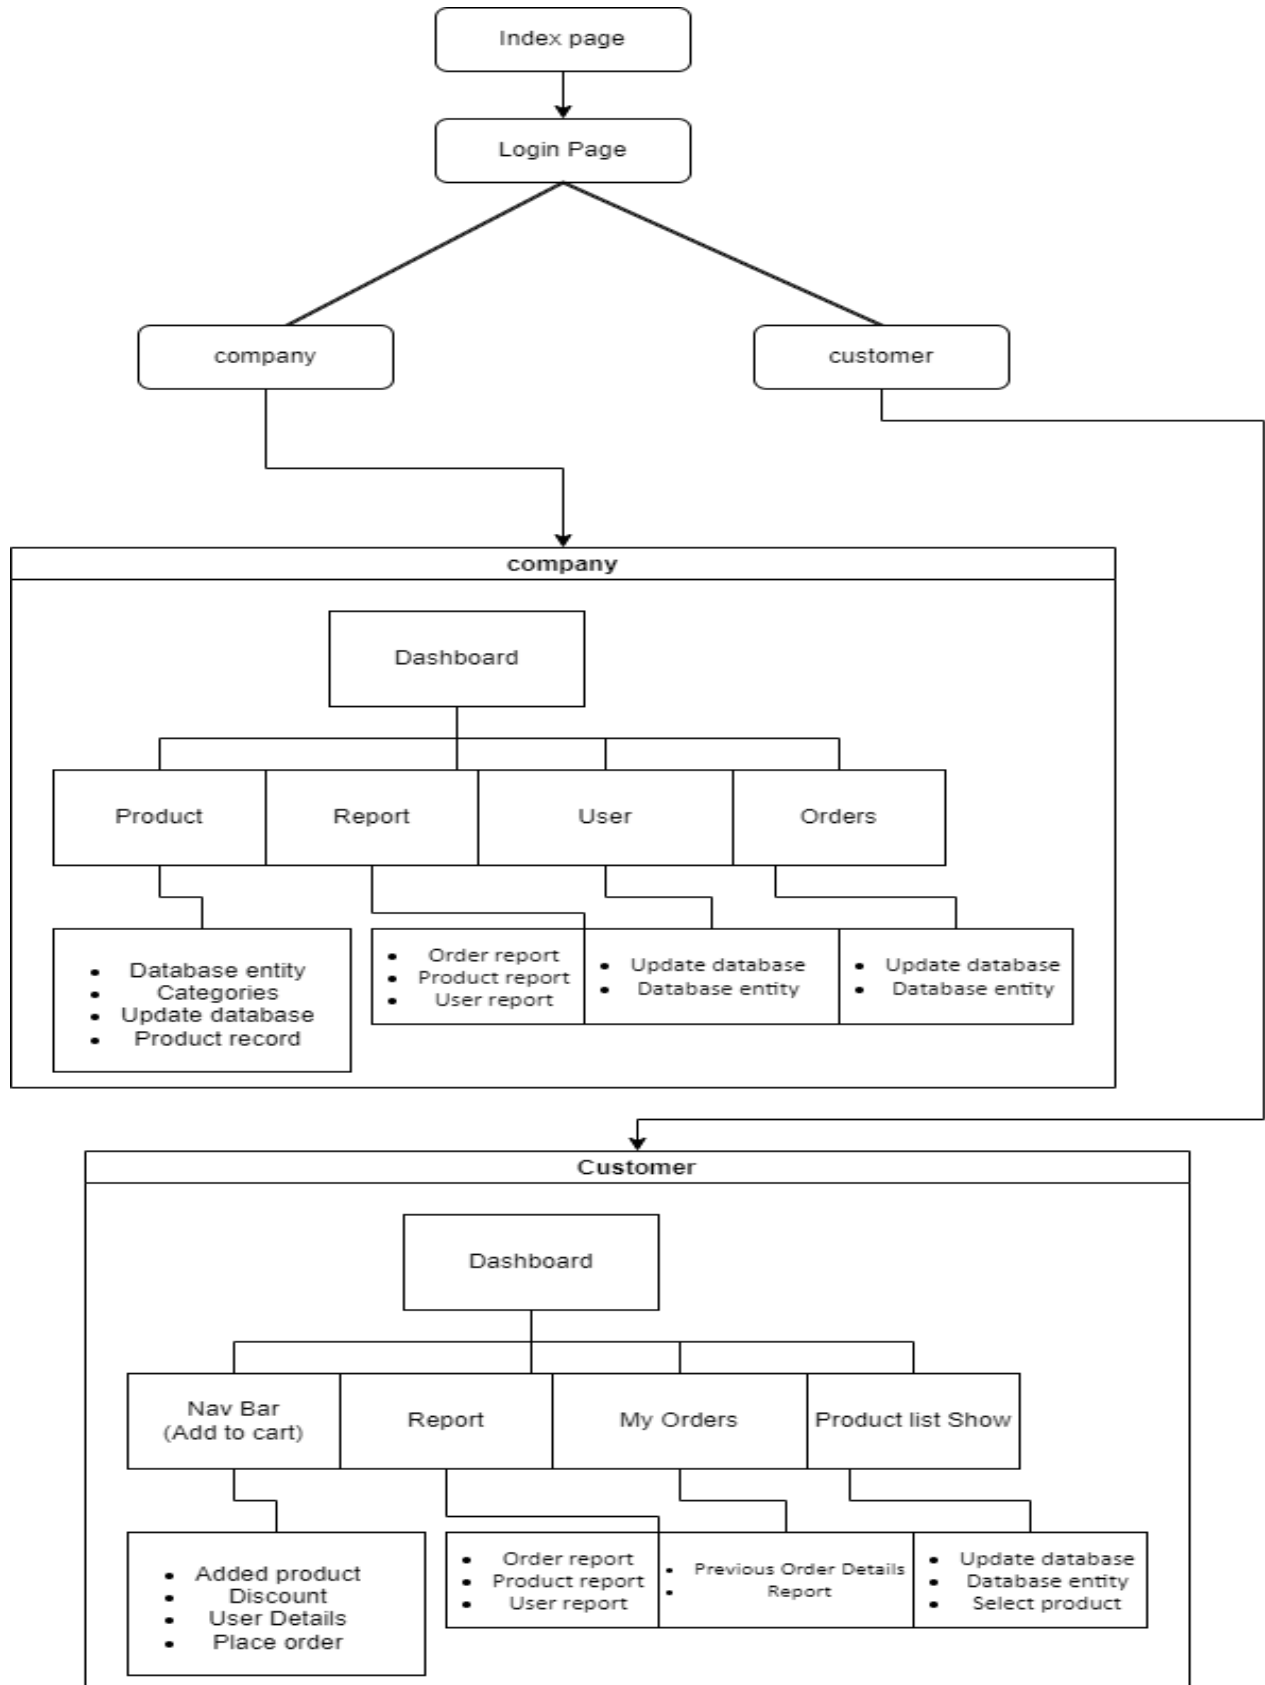 Index page
Login Page
company
customer
company
Dashboard
Product
Report
User
Orders
• Database entity
• Categories
• Update database
• Product record
• Order report
• Product report
• User report
• Update database
• Database entity
• Update database
• Database entity
Customer
Dashboard
Nav Bar
(Add to cart)
Report
My Orders
Product list Show
• Added product
• Discount
• User Details
• Place order
• Order report
• Product report
• User report
• Previous Order Details
• Report
• Update database
• Database entity
• Select product